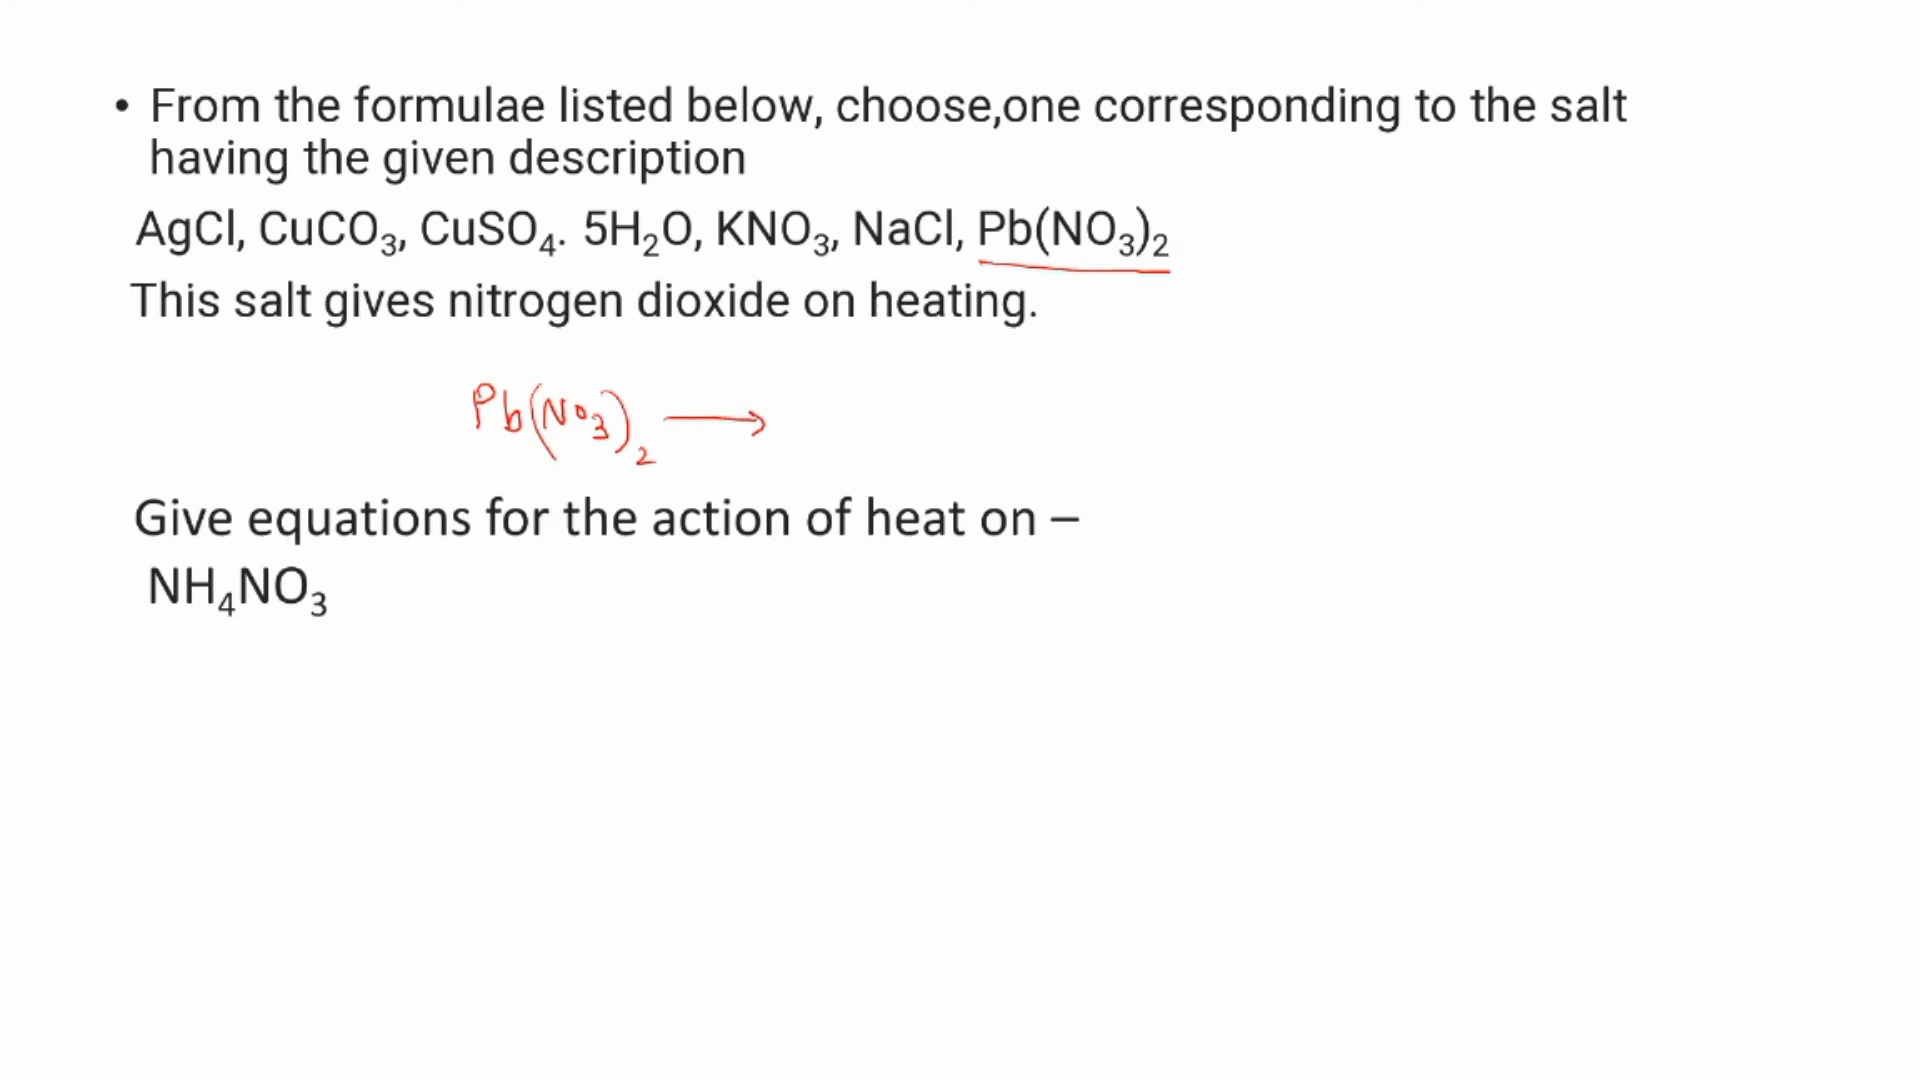 • From the formulae listed below, choose,one corresponding to the salt
having the given description
AgCl, CuCO₃, CuSO₄. 5H₂O, KNO₃, NaCl, Pb(NO₃)₂
This salt gives nitrogen dioxide on heating.
Pb(NO₃)₂ →
Give equations for the action of heat on –
NH₄NO₃